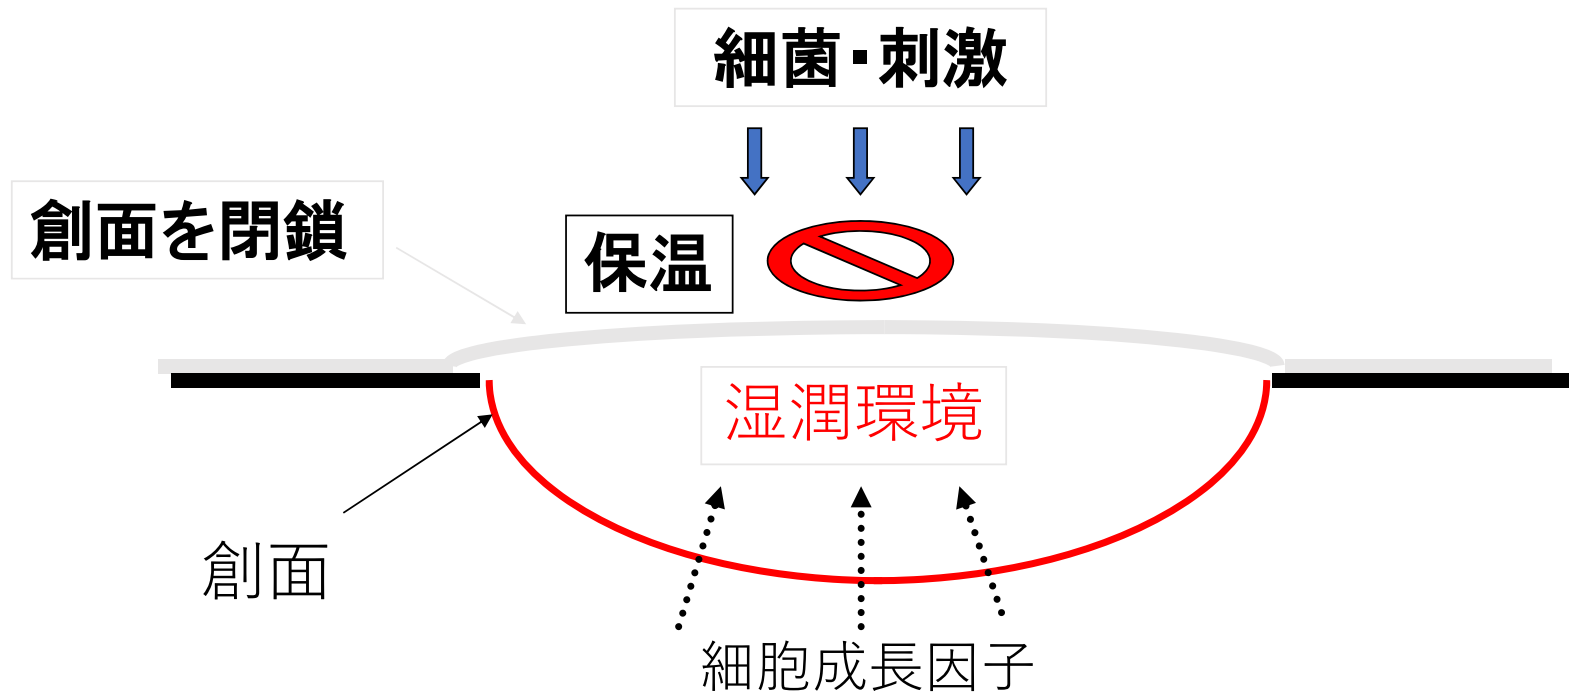 細菌・刺激
創面を閉鎖
保温
湿潤環境
創面
細胞成長因子